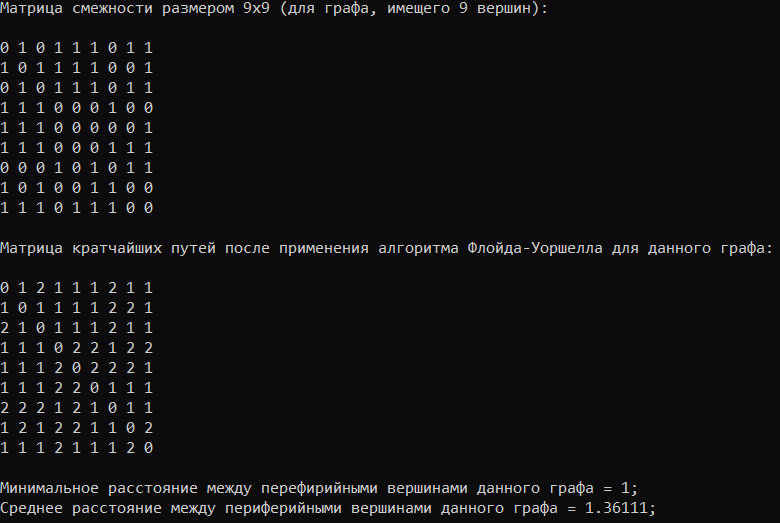 Матрица смежности размером 9x9 (для графа, имещего 9 вершин):
0 1 0 1 1 1 0 1 1
1 0 1 1 1 1 0 0 1
0 1 0 1 1 1 0 1 1
1 1 1 0 0 0 1 0 0
1 1 1 0 0 0 0 0 1
1 1 1 0 0 0 1 1 1
0 0 0 1 0 1 0 1 1
1 0 1 0 0 1 1 0 0
1 1 1 0 1 1 1 0 0
Матрица кратчайших путей после применения алгоритма Флойда-Уоршелла для данного графа:
0 1 2 1 1 1 2 1 1
1 0 1 1 1 1 2 2 1
2 1 0 1 1 1 2 1 1
1 1 1 0 2 2 1 2 2
1 1 1 2 0 2 2 2 1
1 1 1 2 2 0 1 1 1
2 2 2 1 2 1 0 1 1
1 2 1 2 2 1 1 0 2
1 1 1 2 1 1 1 2 0
Минимальное расстояние между перефирийными вершинами данного графа = 1;
Среднее расстояние между периферийными вершинами данного графа = 1.36111;